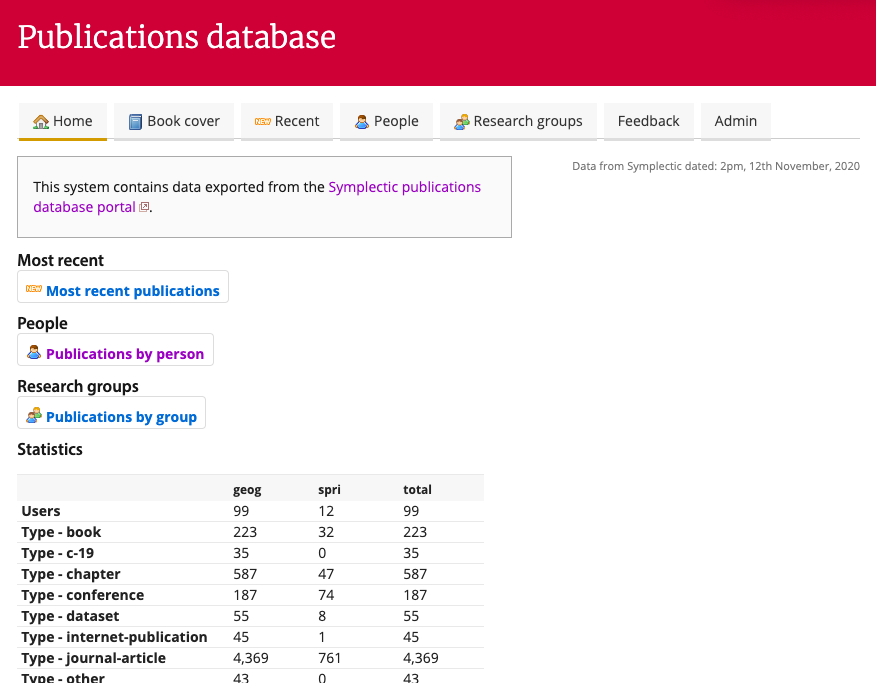 Publications database
Home Book cover NEW Recent People Research groups Feedback Admin
Data from Symplectic dated: 2pm, 12th November, 2020
This system contains data exported from the Symplectic publications
database portal.
Most recent
NEW Most recent publications
People
Publications by person
Research groups
Publications by group
Statistics
geog spri total
Users 99 12 99
Type - book 223 32 223
Type - c-19 35 0 35
Type - chapter 587 47 587
Type - conference 187 74 187
Type - dataset 55 8 55
Type - internet-publication 45 1 45
Type - journal-article 4,369 761 4,369
Type - other 43 0 43